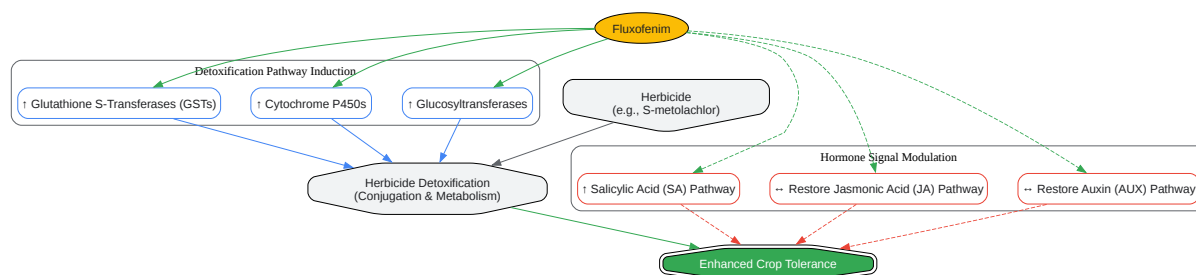 Fluxofenim
Detoxification Pathway Induction
↑ Glutathione S-Transferases (GSTs)
↑ Cytochrome P450s
↑ Glucosyltransferases
Herbicide
(e.g., S-metolachlor)
Hormone Signal Modulation
Herbicide Detoxification
(Conjugation & Metabolism)
↑ Salicylic Acid (SA) Pathway
↔ Restore Jasmonic Acid (JA) Pathway
↔ Restore Auxin (AUX) Pathway
Enhanced Crop Tolerance